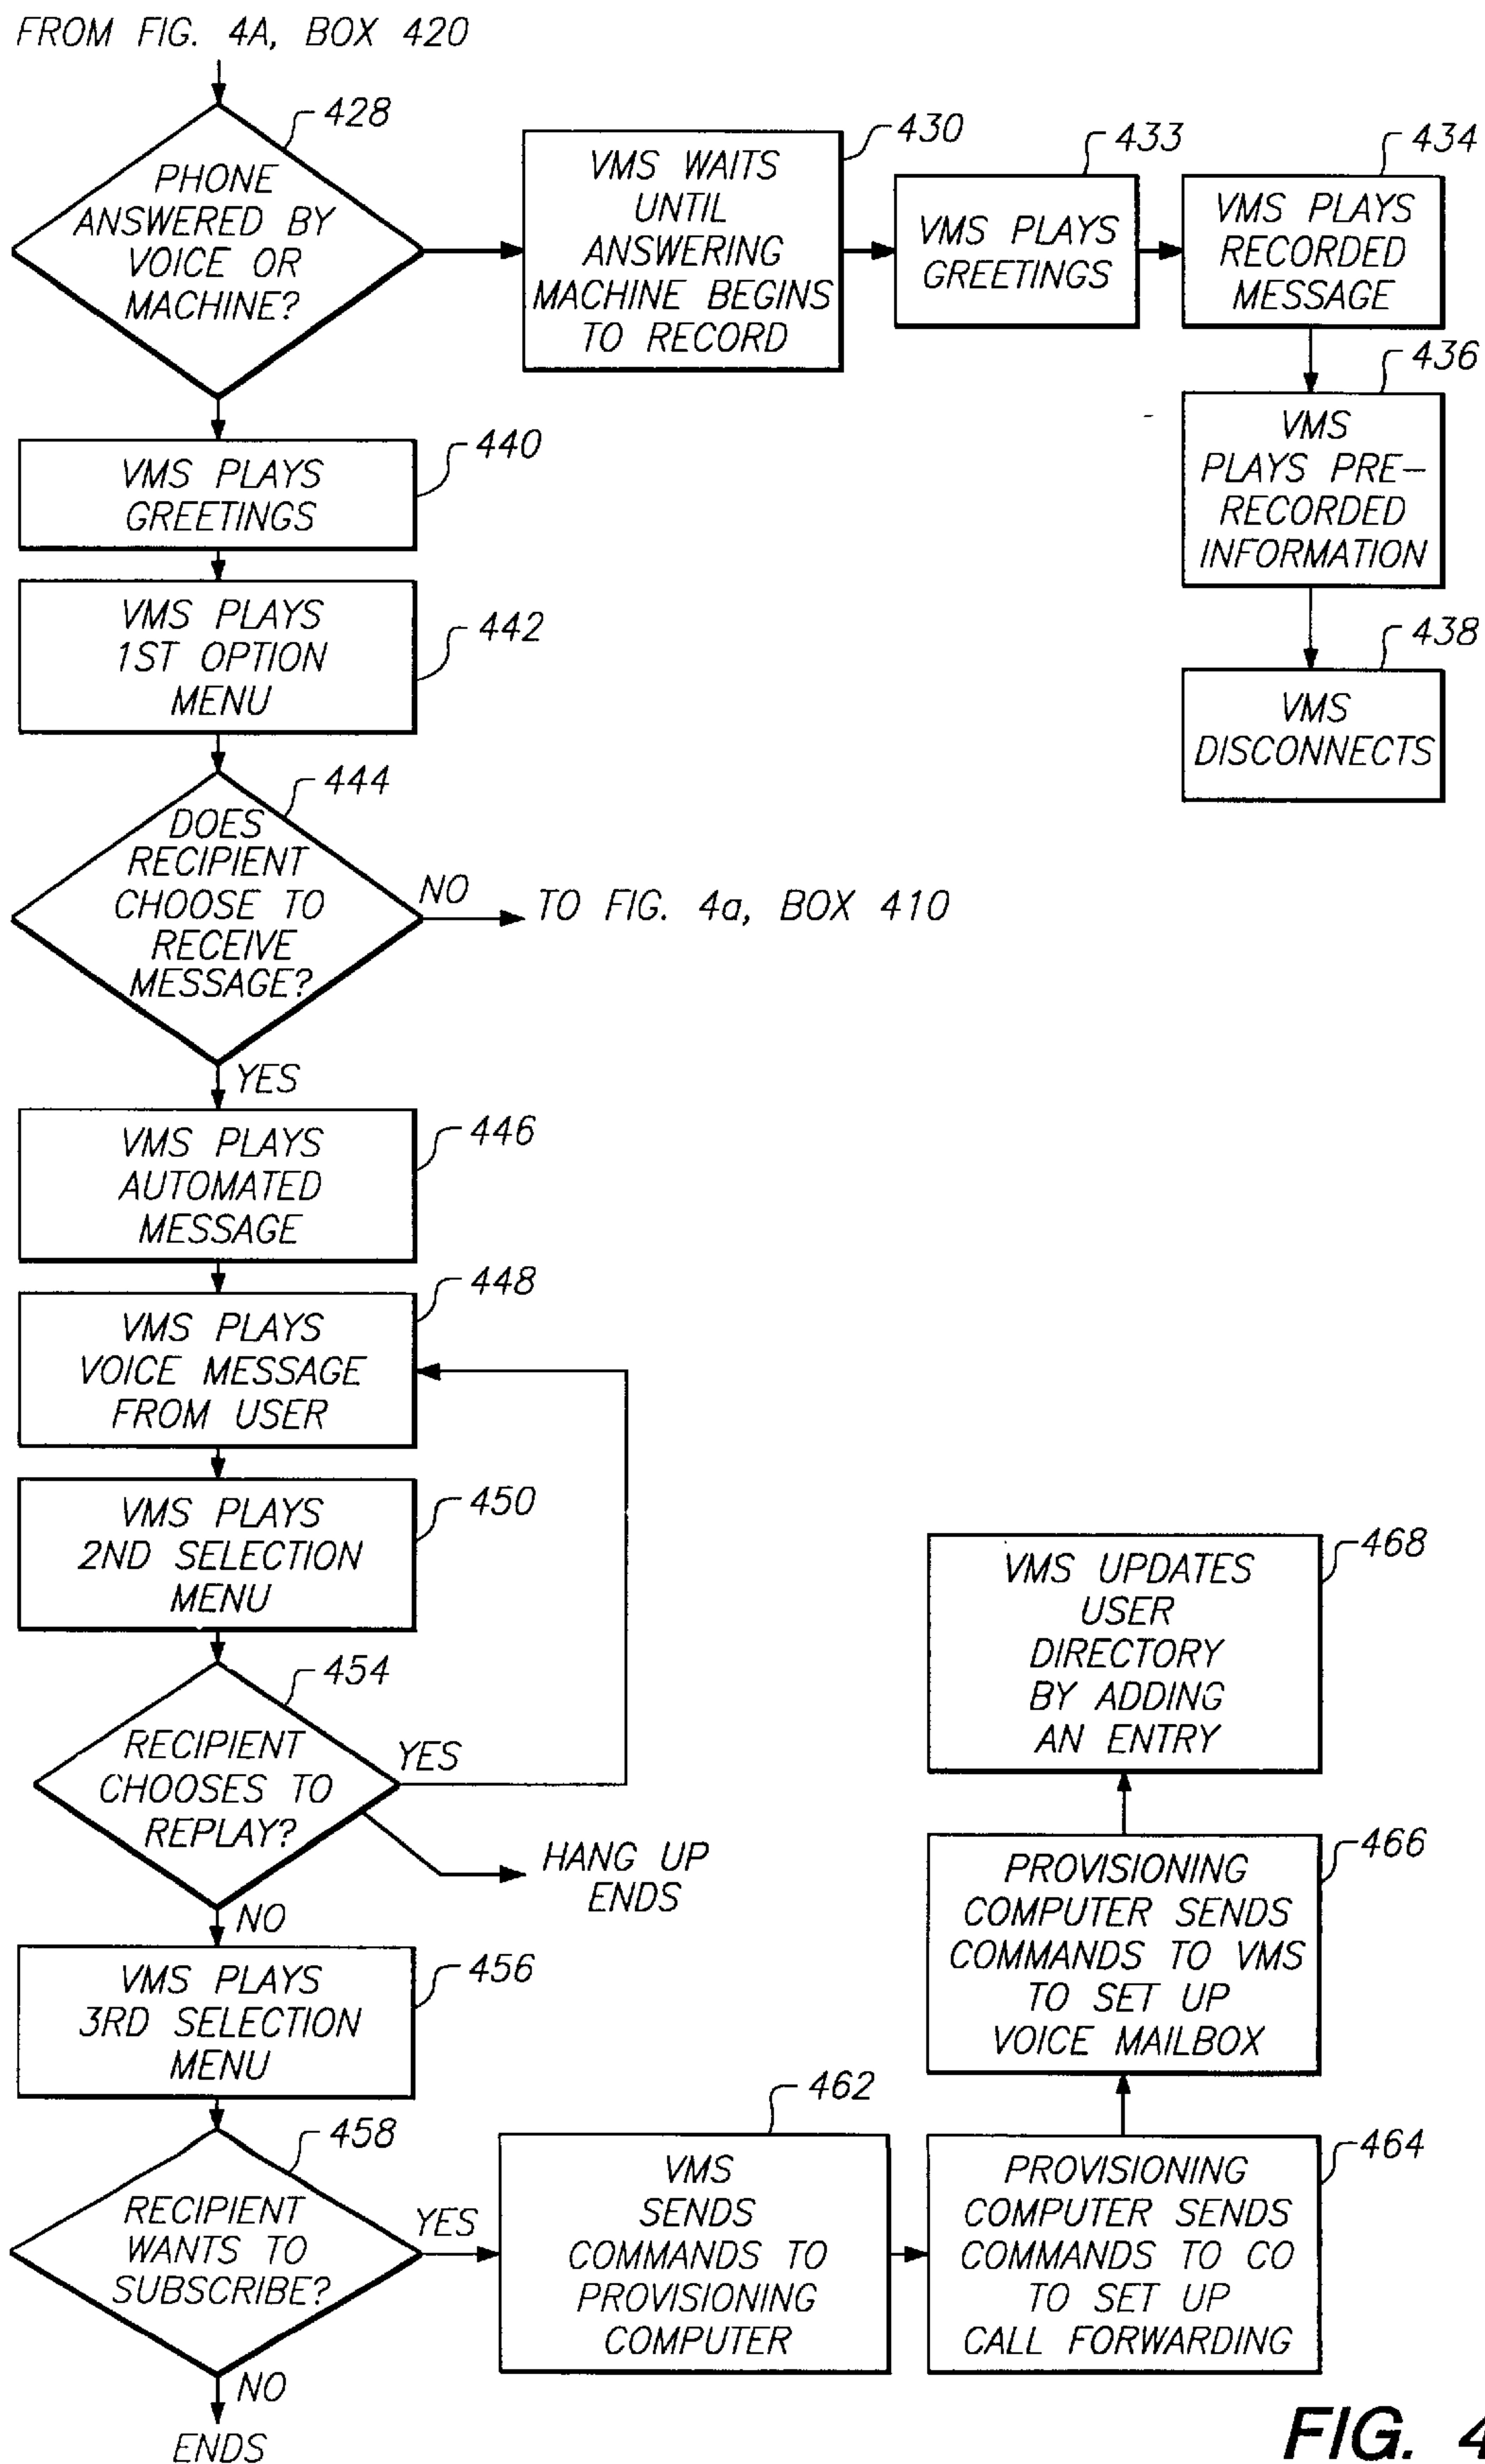 FROM FIG. 4A, BOX 420
428
PHONE
ANSWERED BY
VOICE OR
MACHINE?
430
VMS WAITS
UNTIL
ANSWERING
MACHINE BEGINS
TO RECORD
433
VMS PLAYS
GREETINGS
434
VMS PLAYS
RECORDED
MESSAGE
436
VMS
PLAYS PRE-
RECORDED
INFORMATION
438
VMS
DISCONNECTS
440
VMS PLAYS
GREETINGS
442
VMS PLAYS
1ST OPTION
MENU
444
DOES
RECIPIENT
CHOOSE TO
RECEIVE
MESSAGE?
NO
TO FIG. 4a, BOX 410
YES
446
VMS PLAYS
AUTOMATED
MESSAGE
448
VMS PLAYS
VOICE MESSAGE
FROM USER
450
VMS PLAYS
2ND SELECTION
MENU
454
RECIPIENT
CHOOSES TO
REPLAY?
YES
HANG UP
ENDS
NO
456
VMS PLAYS
3RD SELECTION
MENU
458
RECIPIENT
WANTS TO
SUBSCRIBE?
YES
NO
ENDS
462
VMS
SENDS
COMMANDS TO
PROVISIONING
COMPUTER
464
PROVISIONING
COMPUTER SENDS
COMMANDS TO CO
TO SET UP
CALL FORWARDING
466
PROVISIONING
COMPUTER SENDS
COMMANDS TO VMS
TO SET UP
VOICE MAILBOX
468
VMS UPDATES
USER
DIRECTORY
BY ADDING
AN ENTRY
FIG. 4